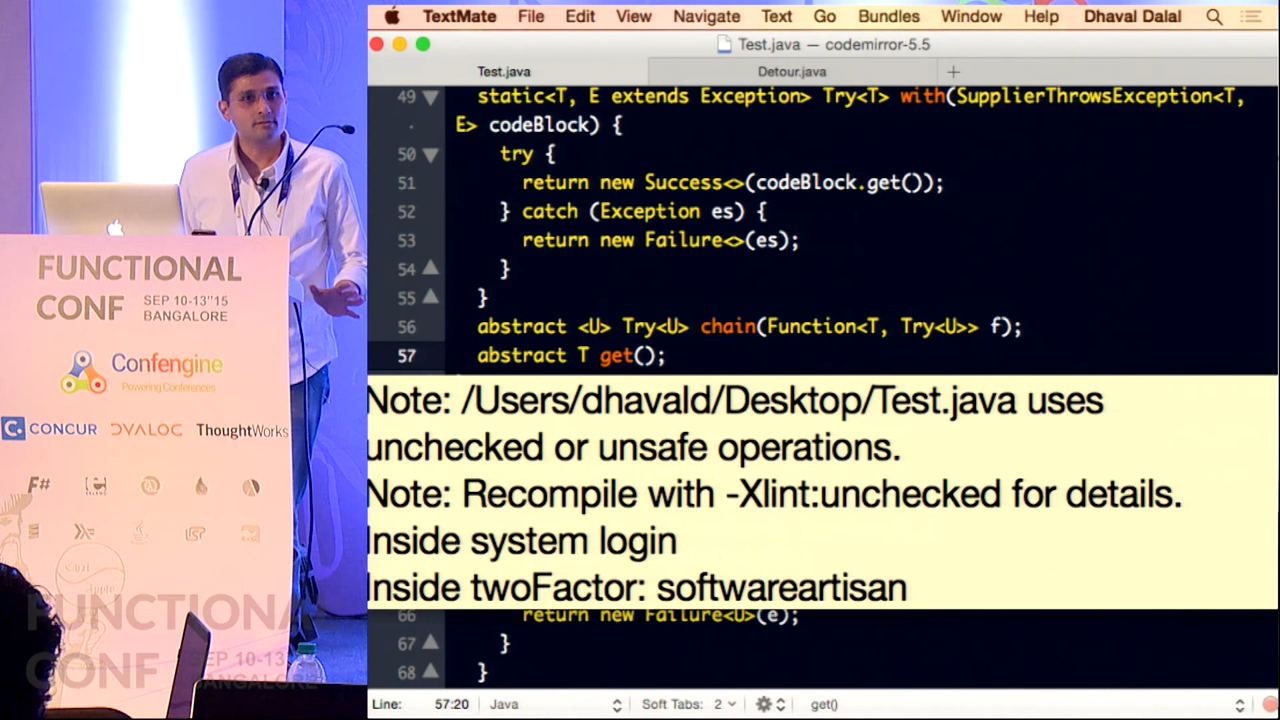 TextMate File Edit View Navigate Text Go Bundles Window Help Dhaval Dalal
Test.java — codemirror-5.5
Test.java Detour.java +
49 static<T, E extends Exception> Try<T> with(SupplierThrowsException<T,
E> codeBlock) {
50 try {
51 return new Success<>(codeBlock.get());
52 } catch (Exception es) {
53 return new Failure<>(es);
54 }
55 }
56 abstract <U> Try<U> chain(Function<T, Try<U>> f);
57 abstract T get();
Note: /Users/dhavald/Desktop/Test.java uses
unchecked or unsafe operations.
Note: Recompile with -Xlint:unchecked for details.
Inside system login
Inside twoFactor: softwareartisan
66 return new Failure<U>(e);
67 }
68 }
Line: 57:20 Java Soft Tabs: 2 get()
FUNCTIONAL
CONF SEP 10-13"15
BANGALORE
Confengine
Powering Conferences
CONCUR DVALOC ThoughtWorks
F#
FUNCTIONAL
CONF SEP 10-13
BANGALORE